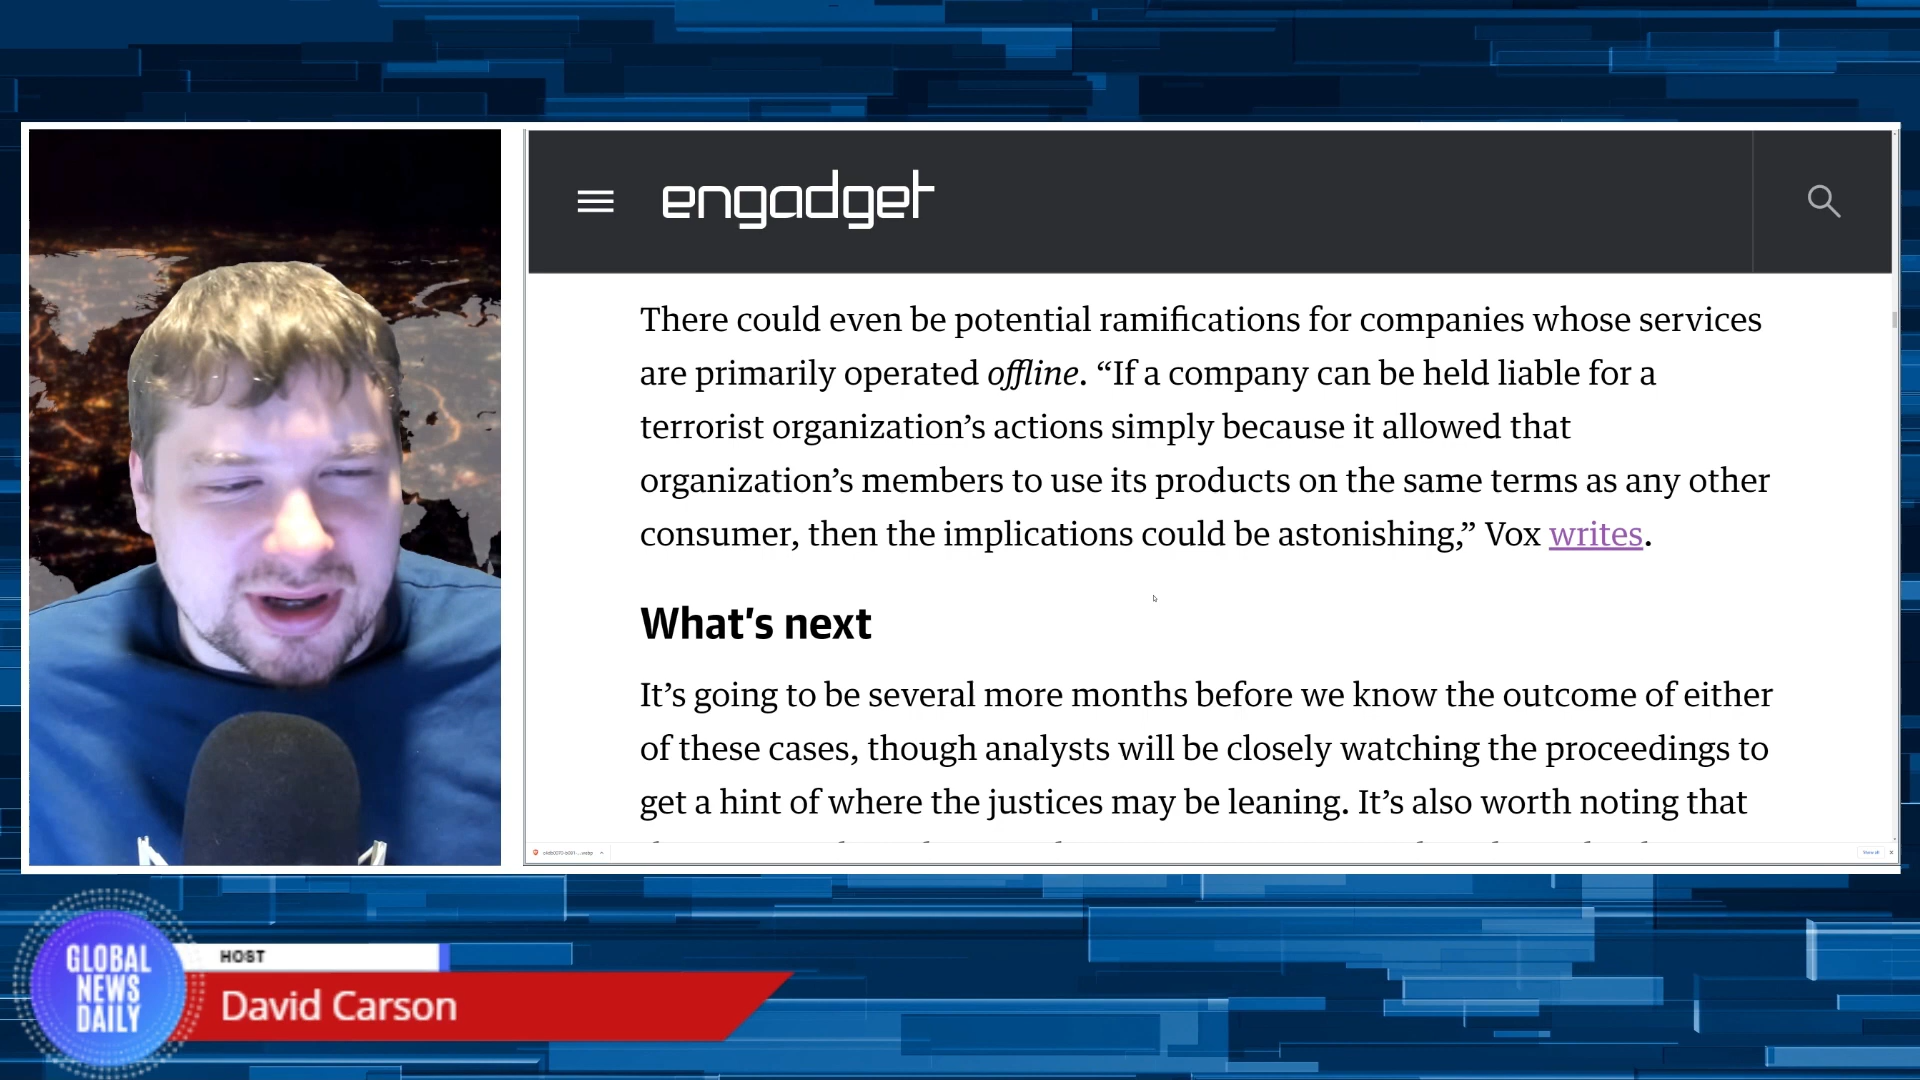 engadget
There could even be potential ramifications for companies whose services
are primarily operated offline. “If a company can be held liable for a
terrorist organization’s actions simply because it allowed that
organization’s members to use its products on the same terms as any other
consumer, then the implications could be astonishing,” Vox writes.
What's next
It’s going to be several more months before we know the outcome of either
of these cases, though analysts will be closely watching the proceedings to
get a hint of where the justices may be leaning. It’s also worth noting that
Show all
GLOBAL
NEWS
DAILY
HOST
David Carson